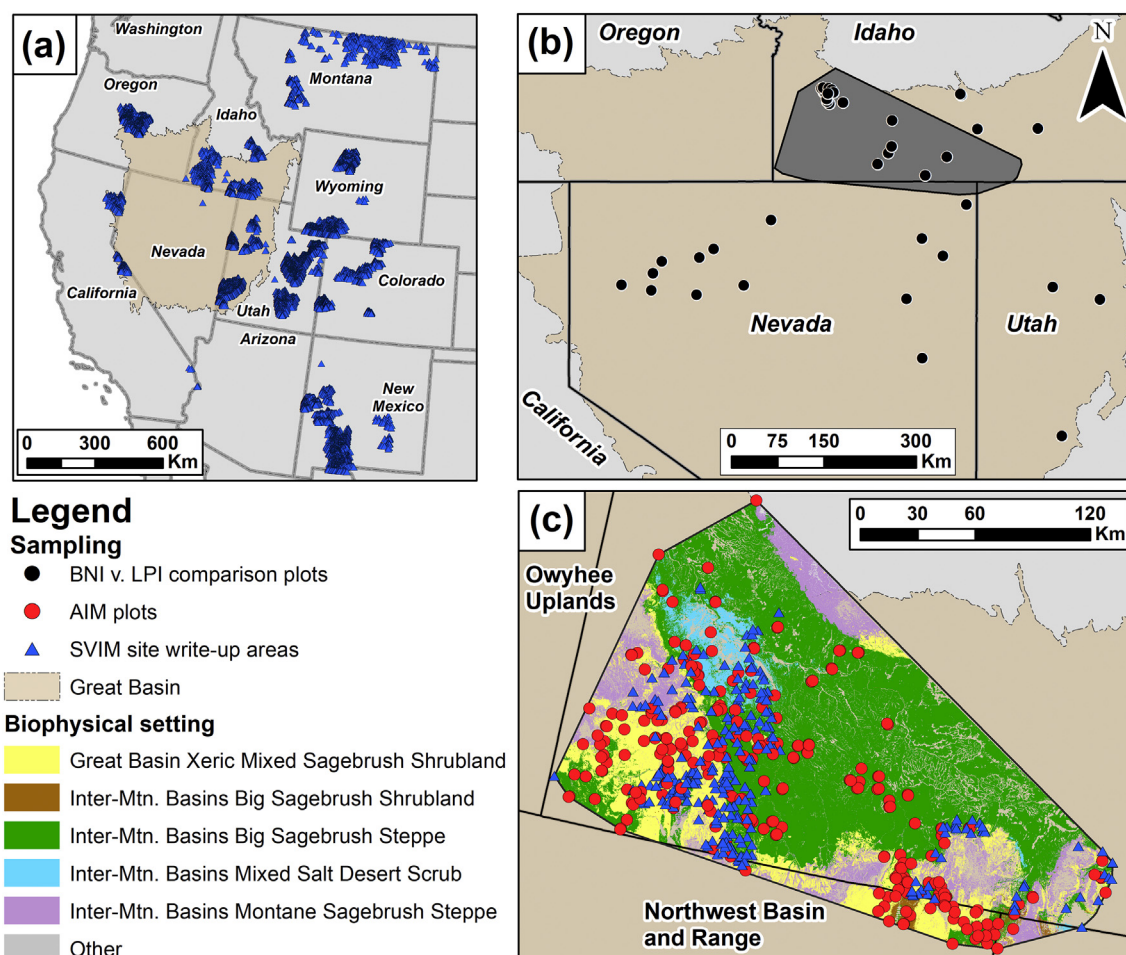 (a)
Washington
Montana
Oregon
Idaho
Wyoming
Nevada
Colorado
California
Utah
Arizona
New
Mexico
0 300 600
Km
(b)
Oregon
Idaho
N
Nevada
Utah
California
0 75 150 300
Km
Legend
Sampling
BNI v. LPI comparison plots
AIM plots
SVIM site write-up areas
Great Basin
Biophysical setting
Great Basin Xeric Mixed Sagebrush Shrubland
Inter-Mtn. Basins Big Sagebrush Shrubland
Inter-Mtn. Basins Big Sagebrush Steppe
Inter-Mtn. Basins Mixed Salt Desert Scrub
Inter-Mtn. Basins Montane Sagebrush Steppe
Other
(c)
0 30 60 120
Km
Owyhee
Uplands
Northwest Basin
and Range